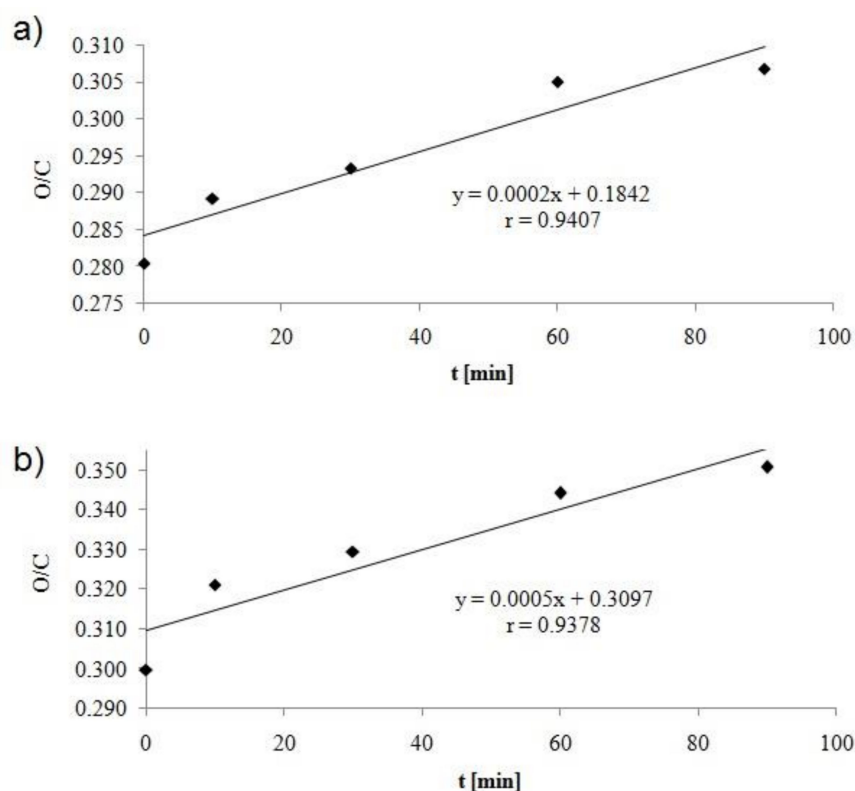 a)
0.310
0.305
0.300
0.295
0.290
0.285
0.280
0.275
O/C
y = 0.0002x + 0.1842
r = 0.9407
0 20 40 60 80 100
t [min]
b)
0.350
0.340
0.330
0.320
0.310
0.300
0.290
O/C
y = 0.0005x + 0.3097
r = 0.9378
0 20 40 60 80 100
t [min]